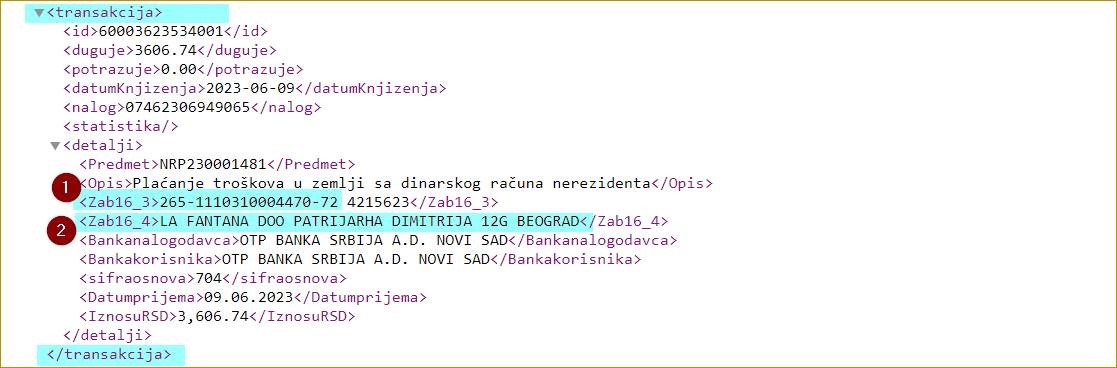 <transakcija>
<id>60003623534001</id>
<duguje>3606.74</duguje>
<potrazuje>0.00</potrazuje>
<datumKnjizenja>2023-06-09</datumKnjizenja>
<nalog>07462306949065</nalog>
<statistika/>
<detalji>
<Predmet>NRP230001481</Predmet>
<Opis>Plaćanje troškova u zemlji sa dinarskog računa nerezidenta</Opis>
1 <Zab16_3>265-1110310004470-72 4215623</Zab16_3>
2 <Zab16_4>LA FANTANA DOO PATRIJARHA DIMITRIJA 12G BEOGRAD</Zab16_4>
<Bankanalogodavca>OTP BANKA SRBIJA A.D. NOVI SAD</Bankanalogodavca>
<Bankakorisnika>OTP BANKA SRBIJA A.D. NOVI SAD</Bankakorisnika>
<sifraosnova>704</sifraosnova>
<Datumprijema>09.06.2023</Datumprijema>
<IznosuRSD>3,606.74</IznosuRSD>
</detalji>
</transakcija>